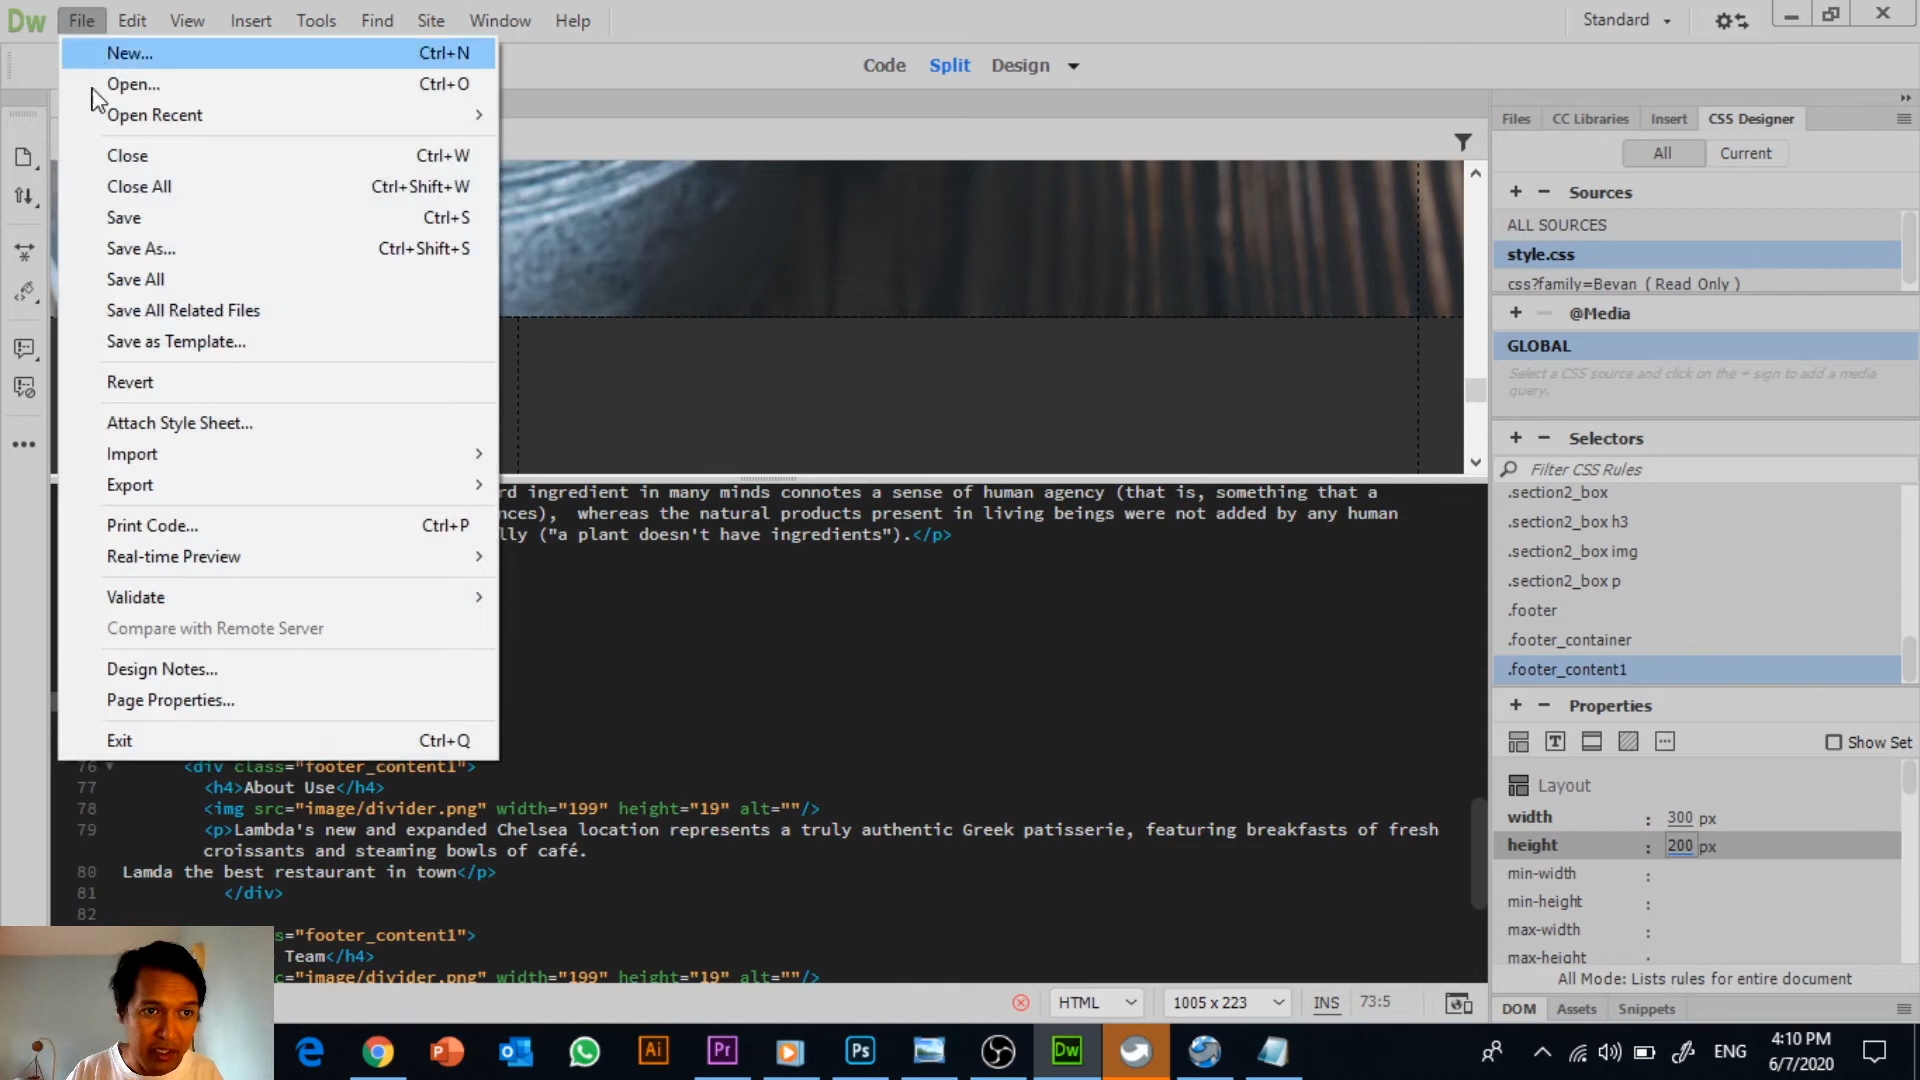 Dw File Edit View Insert Tools Find Site Window Help Standard
New... Ctrl+N
Open... Ctrl+O
Open Recent
Close Ctrl+W
Close All Ctrl+Shift+W
Save Ctrl+S
Save As... Ctrl+Shift+S
Save All
Save All Related Files
Save as Template...
Revert
Attach Style Sheet...
Import
Export
Print Code... Ctrl+P
Real-time Preview
Validate
Compare with Remote Server
Design Notes...
Page Properties...
Exit Ctrl+Q
Code Split Design
rd ingredient in many minds connotes a sense of human agency (that is, something that a
nces), whereas the natural products present in living beings were not added by any human
lly ("a plant doesn't have ingredients").</p>
76 <div class="footer_content1">
77 <h4>About Use</h4>
78 <img src="image/divider.png" width="199" height="19" alt=""/>
79 <p>Lambda's new and expanded Chelsea location represents a truly authentic Greek patisserie, featuring breakfasts of fresh
croissants and steaming bowls of café.
80 Lamda the best restaurant in town</p>
81 </div>
82
s="footer_content1">
Team</h4>
c="image/divider.png" width="199" height="19" alt=""/>
HTML 1005 x 223 INS 73:5
Files CC Libraries Insert CSS Designer
All Current
+ − Sources
ALL SOURCES
style.css
css?family=Bevan ( Read Only )
+ − @Media
GLOBAL
Select a CSS source and click on the + sign to add a media
query.
+ − Selectors
Filter CSS Rules
.section2_box
.section2_box h3
.section2_box img
.section2_box p
.footer
.footer_container
.footer_content1
+ − Properties
T Show Set
Layout
width : 300 px
height : 200 px
min-width :
min-height :
max-width :
max-height :
All Mode: Lists rules for entire document
DOM Assets Snippets
Ai Pr Ps Dw ENG 4:10 PM
6/7/2020